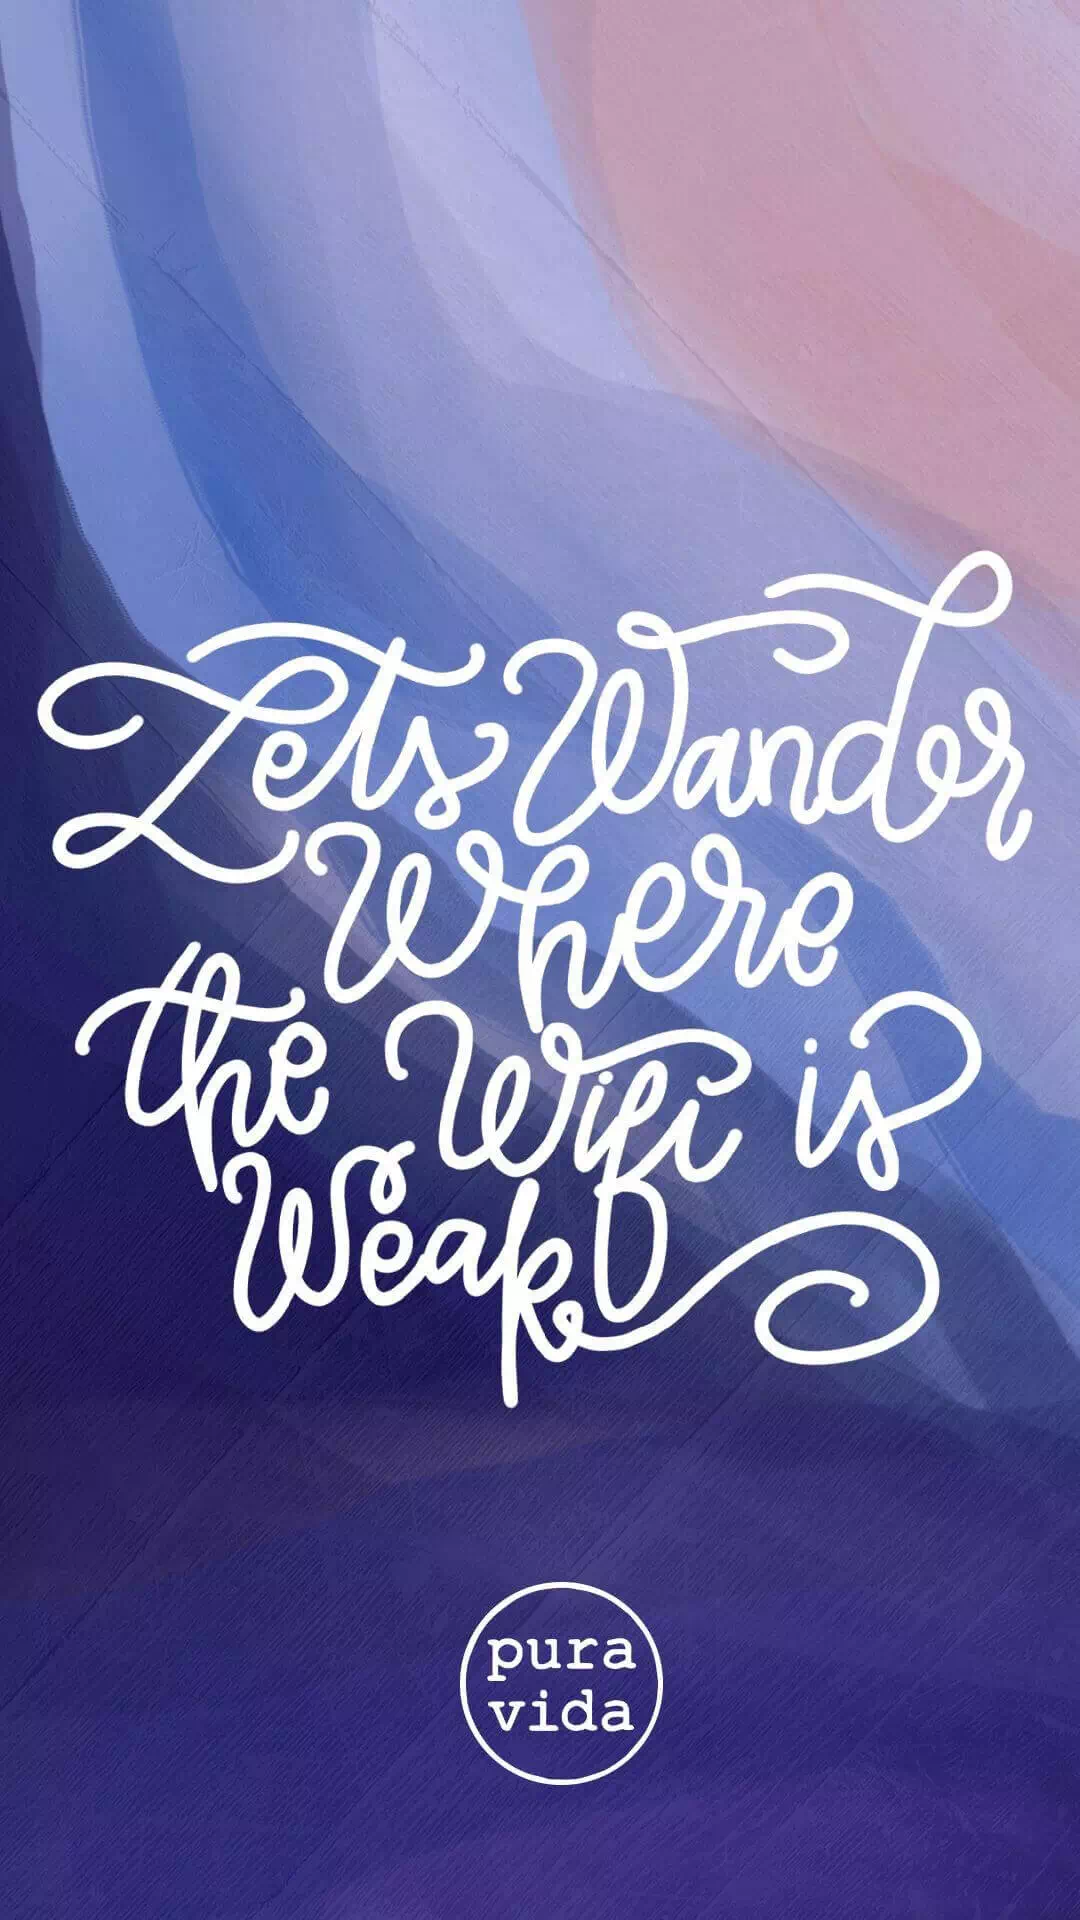 Lets Wander
Where
the Wifi is
Weak
pura
vida